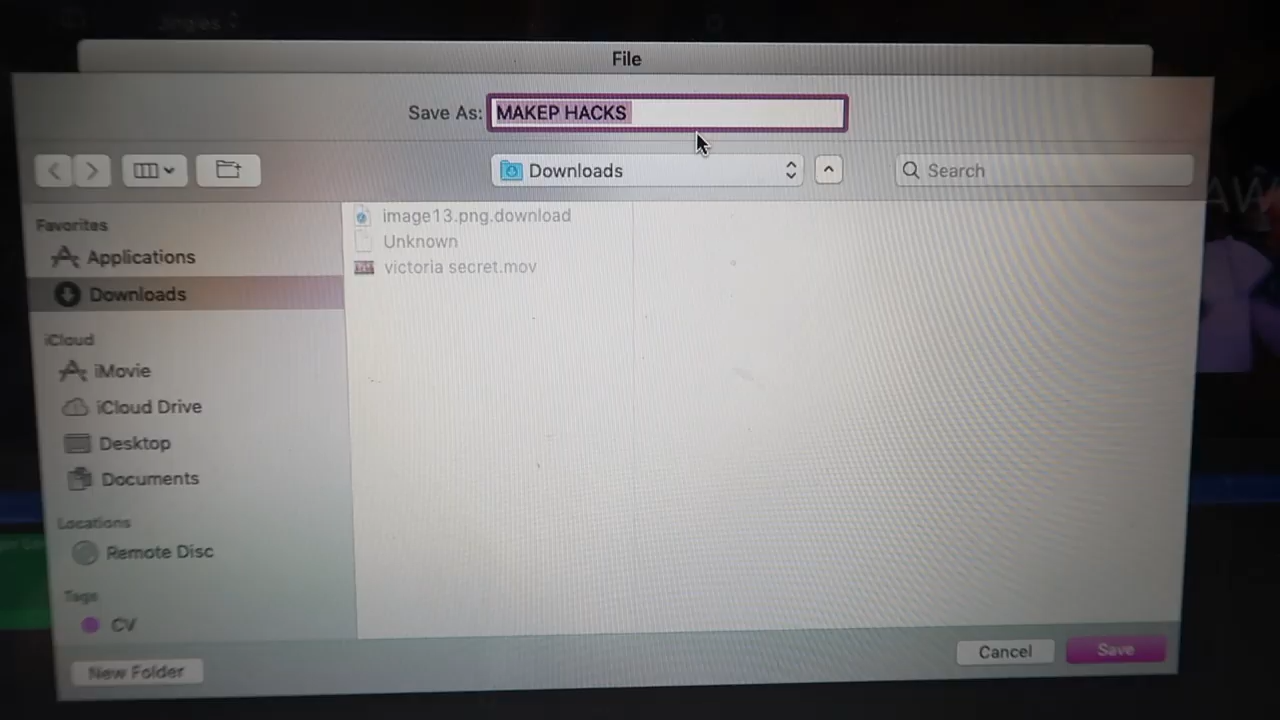 File
Save As: MAKEP HACKS
Downloads
Search
Favorites
Applications
Downloads
iCloud
iMovie
iCloud Drive
Desktop
Documents
Locations
Remote Disc
Tags
CV
image13.png.download
Unknown
victoria secret.mov
New Folder
Cancel
Save
AW